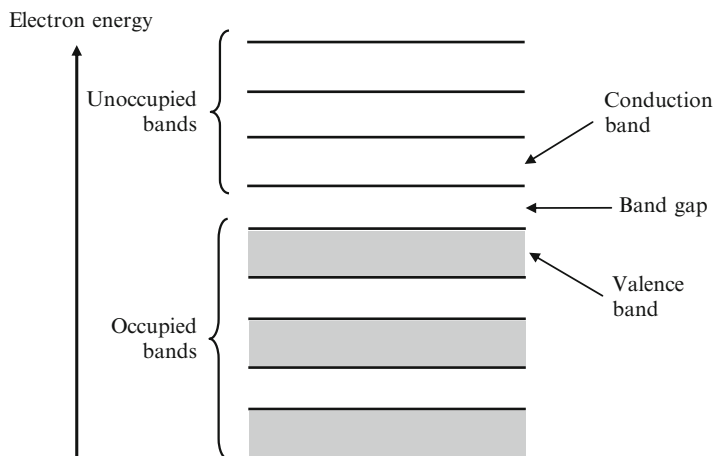 Electron energy
Unoccupied
bands
Conduction
band
Band gap
Valence
band
Occupied
bands